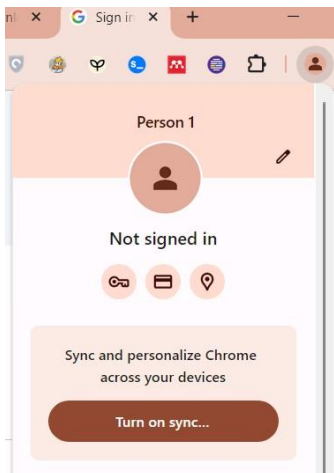 Sign in
Person 1
Not signed in
Sync and personalize Chrome
across your devices
Turn on sync...